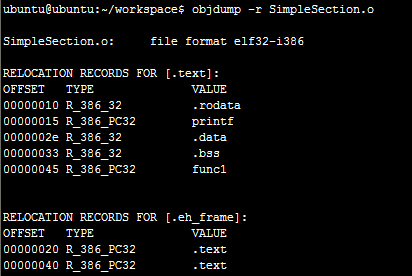 ubuntu@ubuntu:~/workspace$ objdump -r SimpleSection.o
SimpleSection.o:     file format elf32-i386
RELOCATION RECORDS FOR [.text]:
OFFSET   TYPE              VALUE
00000010 R_386_32          .rodata
00000015 R_386_PC32        printf
0000002e R_386_32          .data
00000033 R_386_32          .bss
00000045 R_386_PC32        func1
RELOCATION RECORDS FOR [.eh_frame]:
OFFSET   TYPE              VALUE
00000020 R_386_PC32        .text
00000040 R_386_PC32        .text